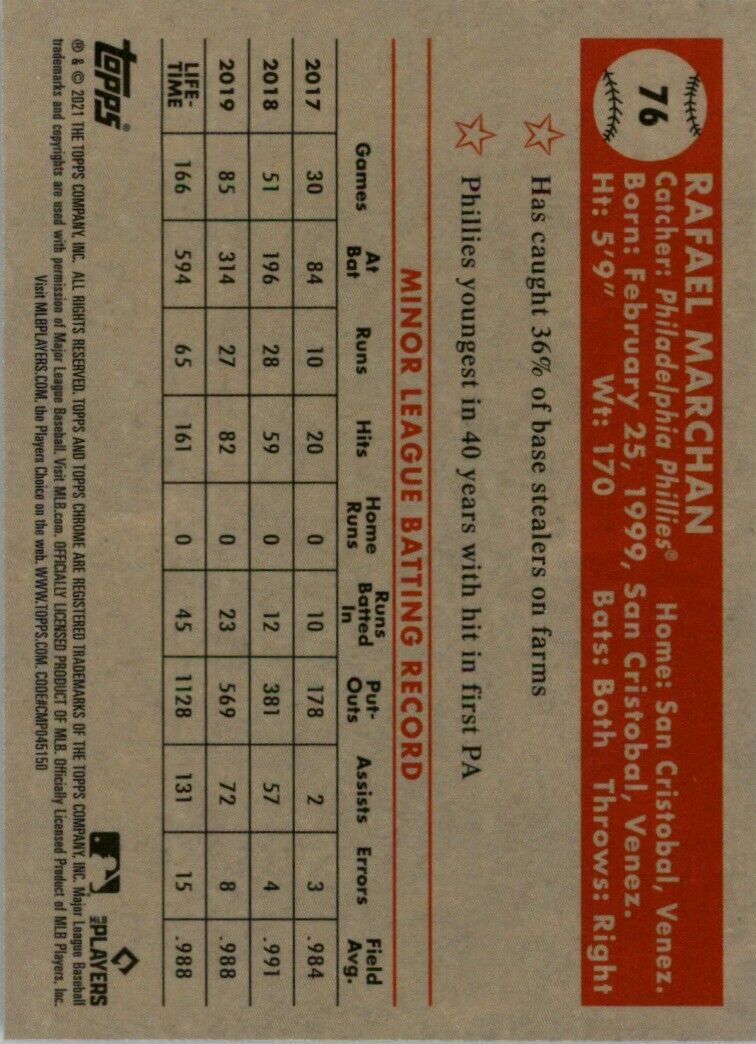 76
RAFAEL MARCHAN
Catcher: Philadelphia Phillies® Home: San Cristobal, Venez.
Born: February 25, 1999, San Cristobal, Venez.
Ht: 5'9" Wt: 170 Bats: Both Throws: Right
Has caught 36% of base stealers on farms
Phillies youngest in 40 years with hit in first PA
MINOR LEAGUE BATTING RECORD
Games At Bat Runs Hits Home Runs Runs Batted In Put-Outs Assists Errors Field Avg.
2017 30 84 10 20 0 10 178 2 3 .984
2018 51 196 28 59 0 12 381 57 4 .991
2019 85 314 27 82 0 23 569 72 8 .988
LIFE-TIME 166 594 65 161 0 45 1128 131 15 .988
topps®
MLB PLAYERS
® & © 2021 THE TOPPS COMPANY, INC. ALL RIGHTS RESERVED. TOPPS AND TOPPS CHROME ARE REGISTERED TRADEMARKS OF THE TOPPS COMPANY, INC. Major League Baseball
trademarks and copyrights are used with permission of Major League Baseball. Visit MLB.com. OFFICIALLY LICENSED PRODUCT OF MLB. Officially Licensed Product of MLB Players, Inc.
Visit MLBPLAYERS.COM, the Players Choice on the web. WWW.TOPPS.COM. CODE#CMP045150